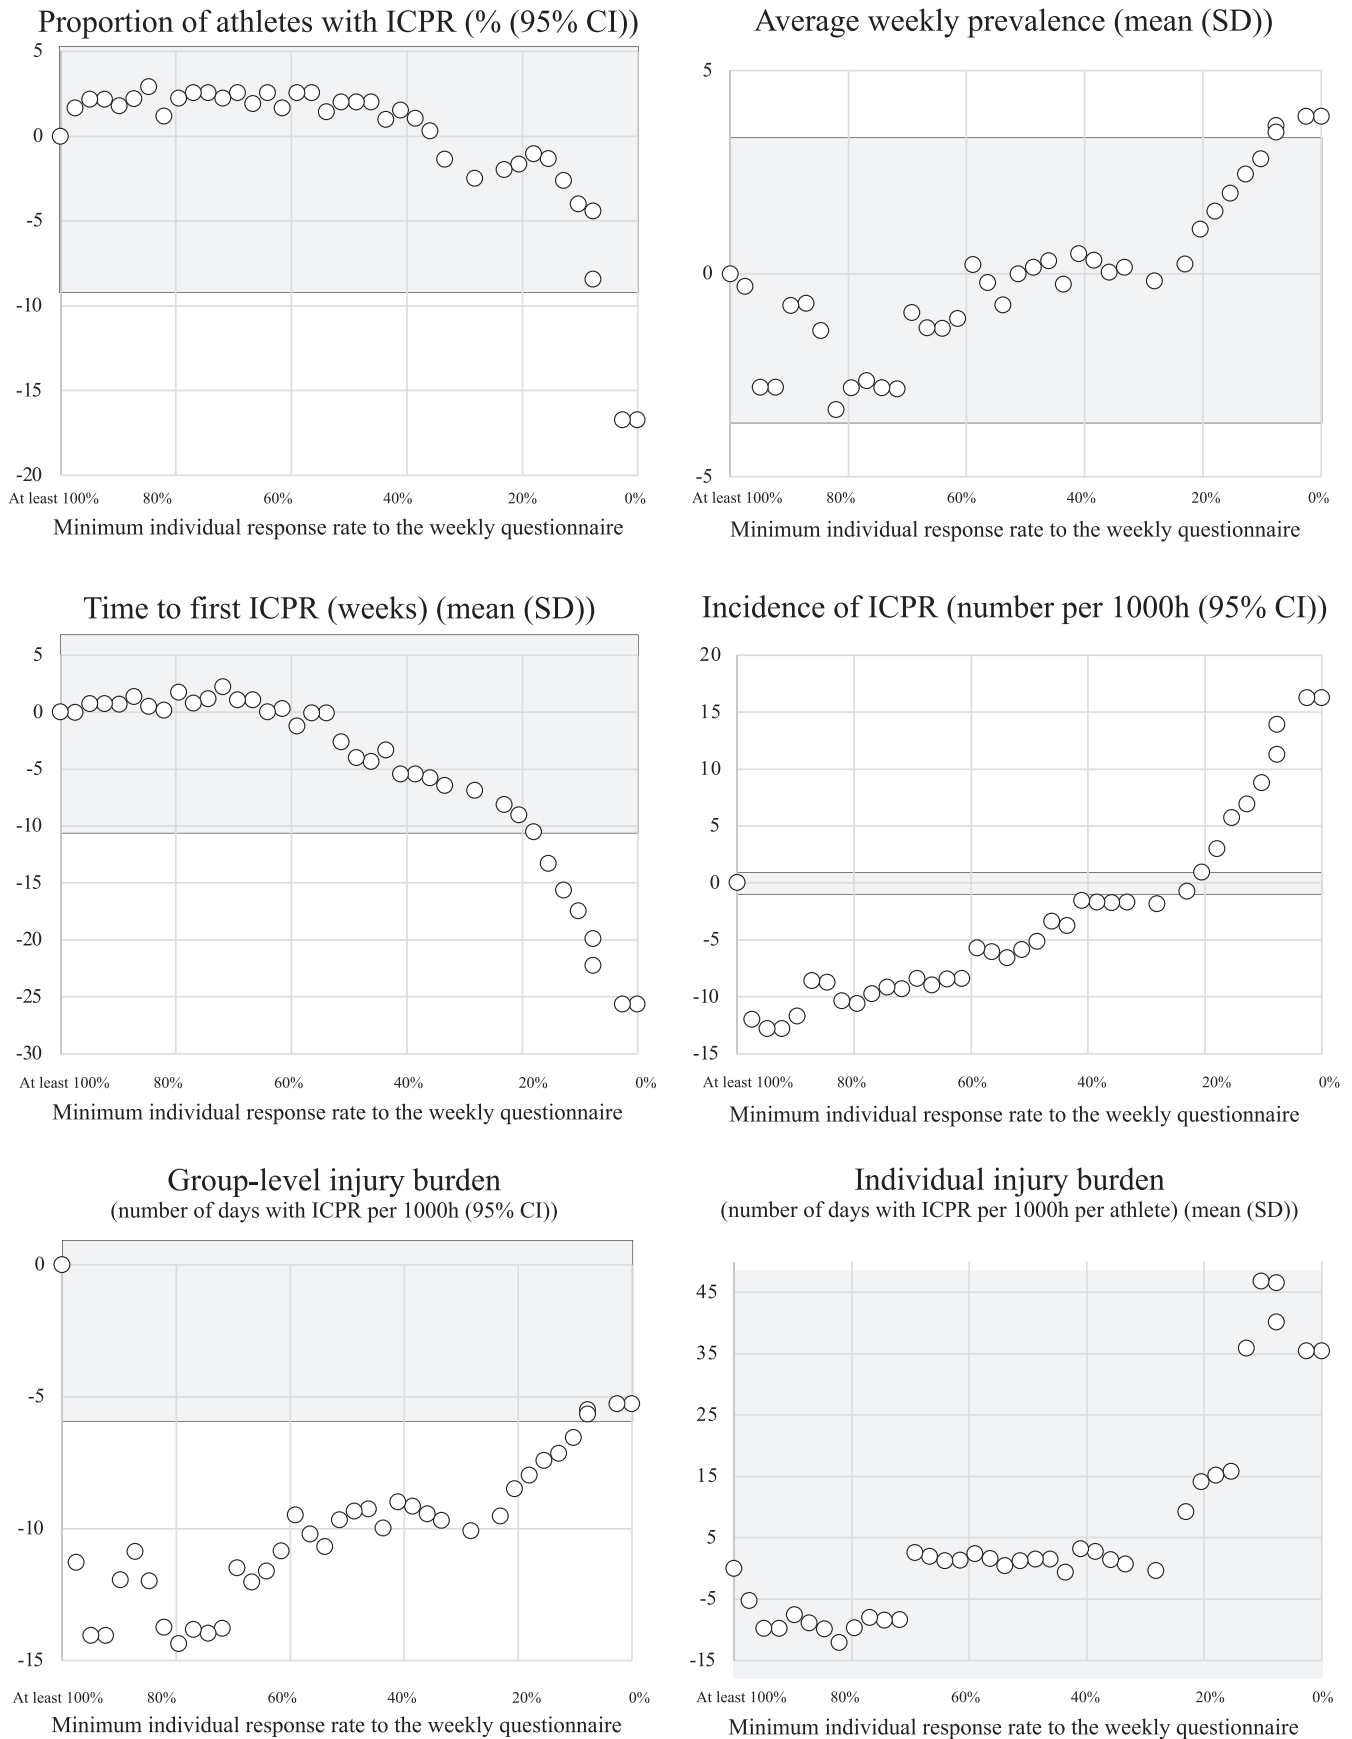 Proportion of athletes with ICPR (% (95% CI))
5
0
-5
-10
-15
-20
At least 100% 80% 60% 40% 20% 0%
Minimum individual response rate to the weekly questionnaire
Average weekly prevalence (mean (SD))
5
0
-5
At least 100% 80% 60% 40% 20% 0%
Minimum individual response rate to the weekly questionnaire
Time to first ICPR (weeks) (mean (SD))
5
0
-5
-10
-15
-20
-25
-30
At least 100% 80% 60% 40% 20% 0%
Minimum individual response rate to the weekly questionnaire
Incidence of ICPR (number per 1000h (95% CI))
20
15
10
5
0
-5
-10
-15
At least 100% 80% 60% 40% 20% 0%
Minimum individual response rate to the weekly questionnaire
Group-level injury burden
(number of days with ICPR per 1000h (95% CI))
0
-5
-10
-15
At least 100% 80% 60% 40% 20% 0%
Minimum individual response rate to the weekly questionnaire
Individual injury burden
(number of days with ICPR per 1000h per athlete) (mean (SD))
45
35
25
15
5
-5
-15
At least 100% 80% 60% 40% 20% 0%
Minimum individual response rate to the weekly questionnaire